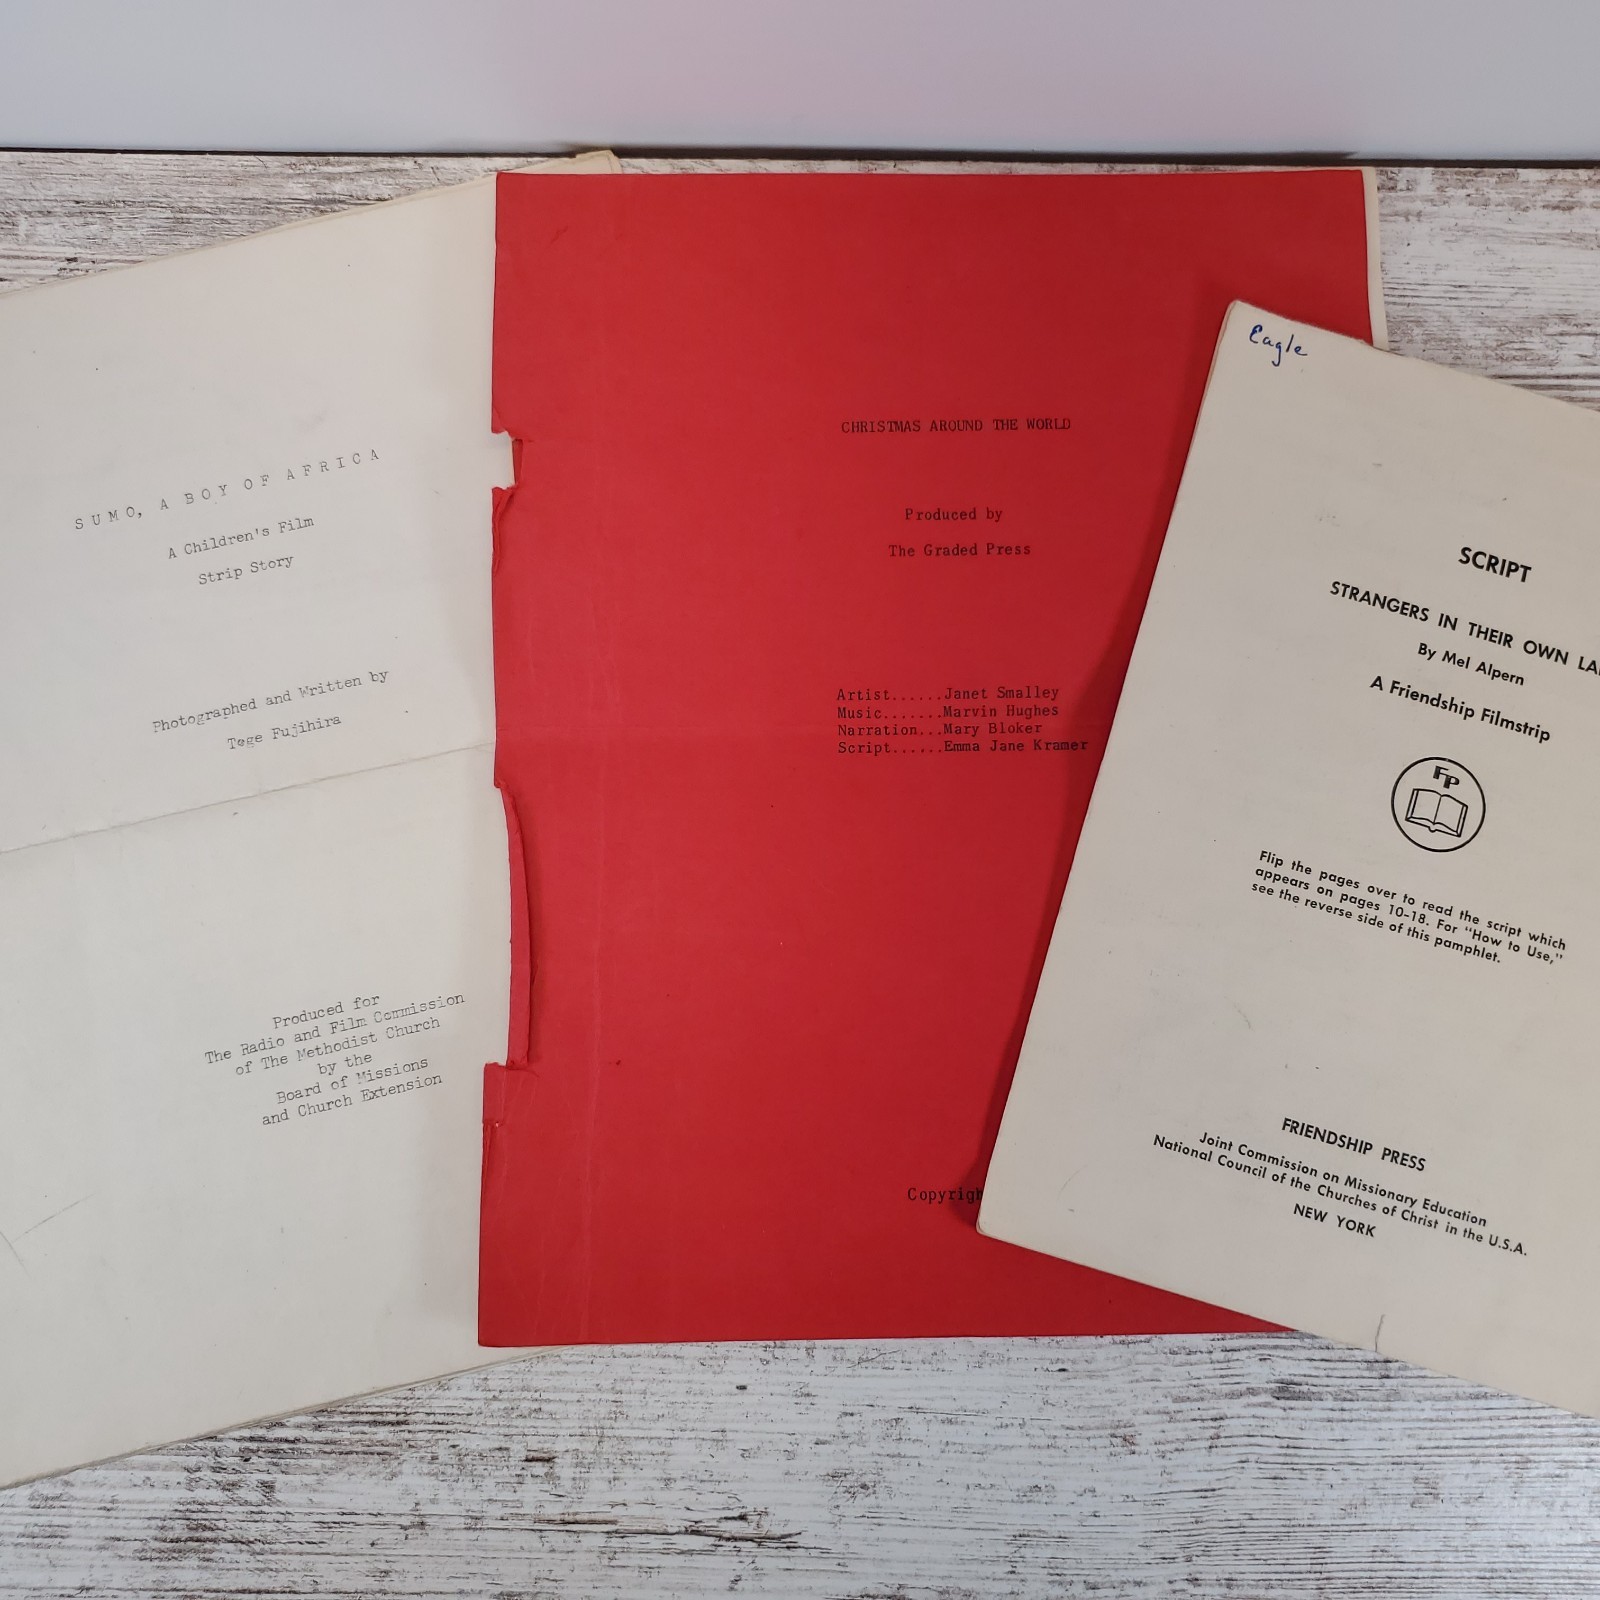 SUMO, A BOY OF AFRICA
A Children's Film
Strip Story
Photographed and Written by
Toge Fujihira
Produced for
The Radio and Film Commission
of The Methodist Church
by the
Board of Missions
and Church Extension
CHRISTMAS AROUND THE WORLD
Produced by
The Graded Press
Artist......Janet Smalley
Music.......Marvin Hughes
Narration...Mary Bloker
Script......Emma Jane Kramer
Eagle
SCRIPT
STRANGERS IN THEIR OWN
By Mel Alpern
A Friendship Filmstrip
FP
Flip the pages over to read the script which
appears on pages 10-18. For "How to Use,"
see the reverse side of this pamphlet.
FRIENDSHIP PRESS
Joint Commission on Missionary Education
National Council of the Churches of Christ in the U.S.A.
NEW YORK